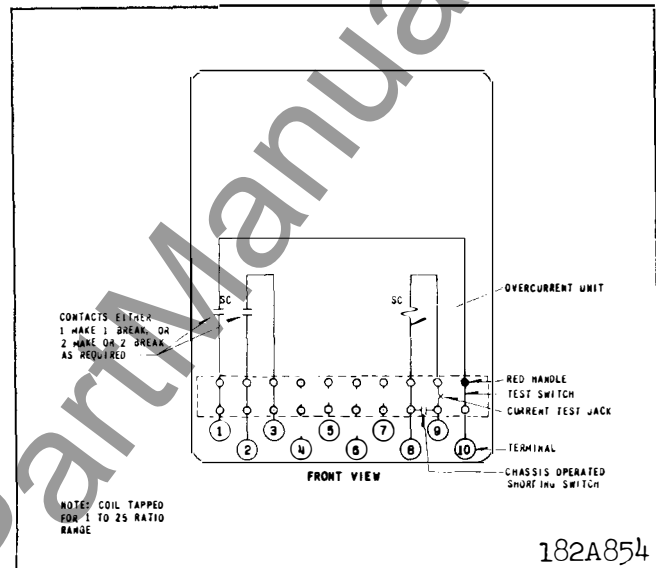 PartManua
SC
SC
OVERCURRENT UNIT
CONTACTS EITHER
1 MAKE 1 BREAK, OR
2 MAKE OR 2 BREAK
AS REQUIRED
RED HANDLE
TEST SWITCH
CURRENT TEST JACK
1
2
3
4
5
6
7
8
9
10
TERMINAL
CHASSIS OPERATED
SHORTING SWITCH
FRONT VIEW
NOTE: COIL TAPPED
FOR 1 TO 25 RATIO
RANGE
182A854